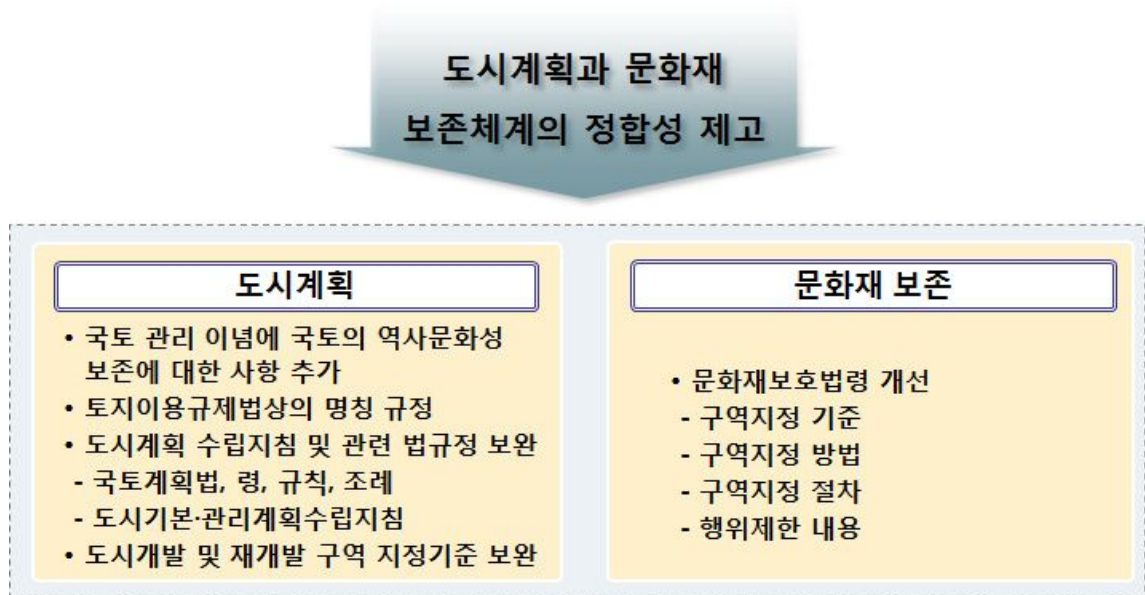 도시계획과 문화재
보존체계의 정합성 제고
도시계획
• 국토 관리 이념에 국토의 역사문화성
보존에 대한 사항 추가
• 토지이용규제법상의 명칭 규정
• 도시계획 수립지침 및 관련 법규정 보완
- 국토계획법, 령, 규칙, 조례
- 도시기본·관리계획수립지침
• 도시개발 및 재개발 구역 지정기준 보완
문화재 보존
• 문화재보호법령 개선
- 구역지정 기준
- 구역지정 방법
- 구역지정 절차
- 행위제한 내용